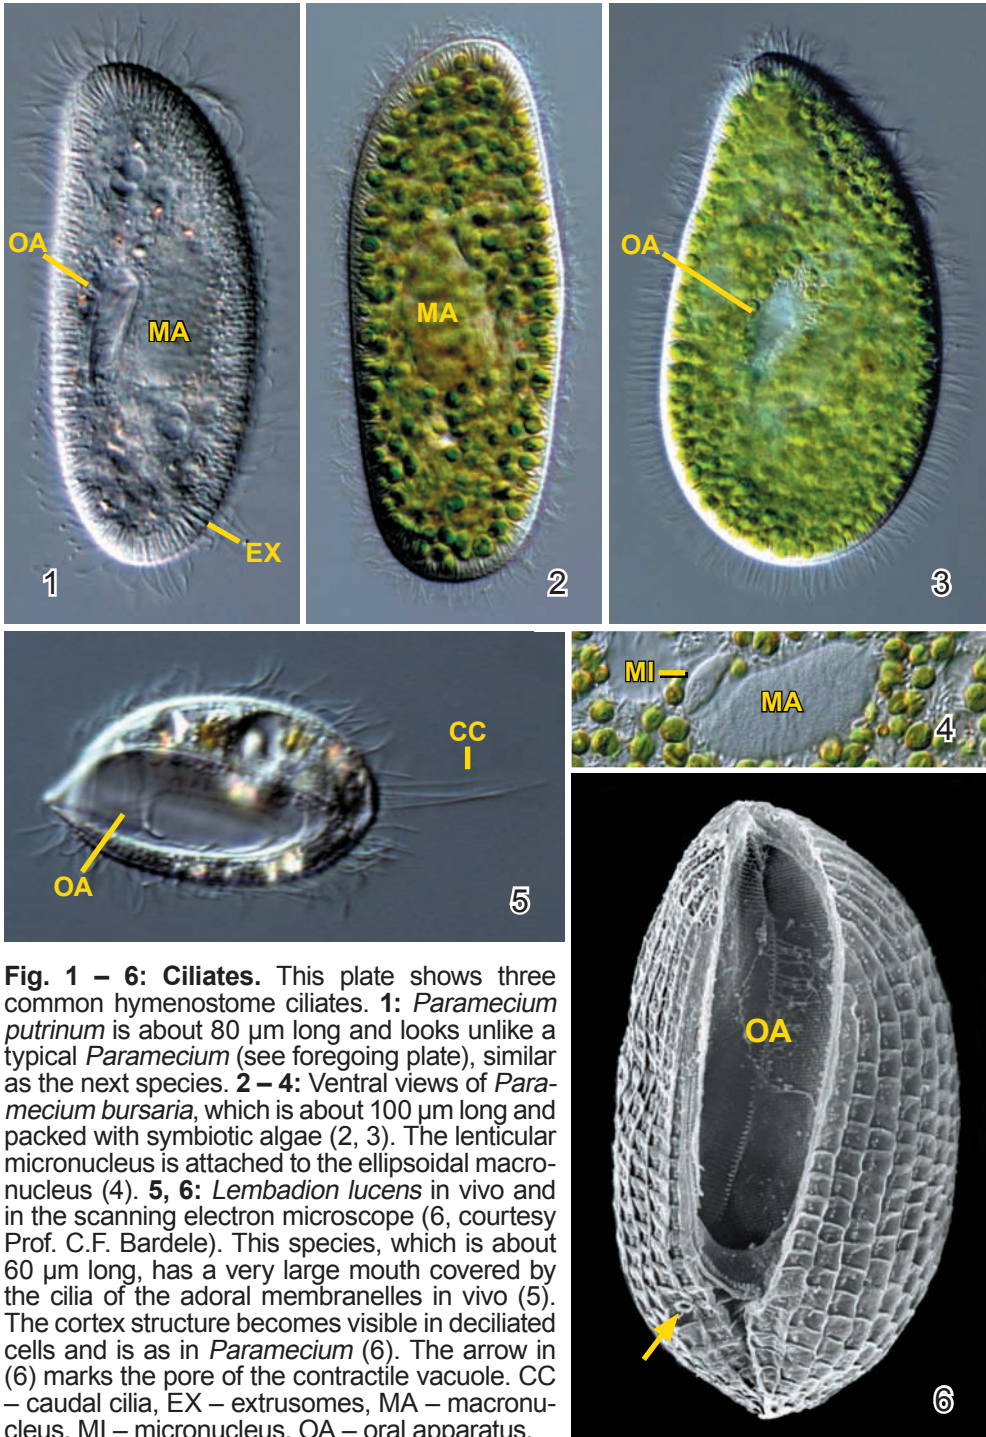 OA
MA
EX
1
MA
2
OA
3
MI
MA
4
CC
OA
5
OA
6
Fig. 1 – 6: Ciliates. This plate shows three
common hymenostome ciliates. 1: Paramecium
putrinum is about 80 µm long and looks unlike a
typical Paramecium (see foregoing plate), similar
as the next species. 2 – 4: Ventral views of Para-
mecium bursaria, which is about 100 µm long and
packed with symbiotic algae (2, 3). The lenticular
micronucleus is attached to the ellipsoidal macro-
nucleus (4). 5, 6: Lembadion lucens in vivo and
in the scanning electron microscope (6, courtesy
Prof. C.F. Bardele). This species, which is about
60 µm long, has a very large mouth covered by
the cilia of the adoral membranelles in vivo (5).
The cortex structure becomes visible in deciliated
cells and is as in Paramecium (6). The arrow in
(6) marks the pore of the contractile vacuole. CC
– caudal cilia, EX – extrusomes, MA – macronu-
cleus, MI – micronucleus, OA – oral apparatus.